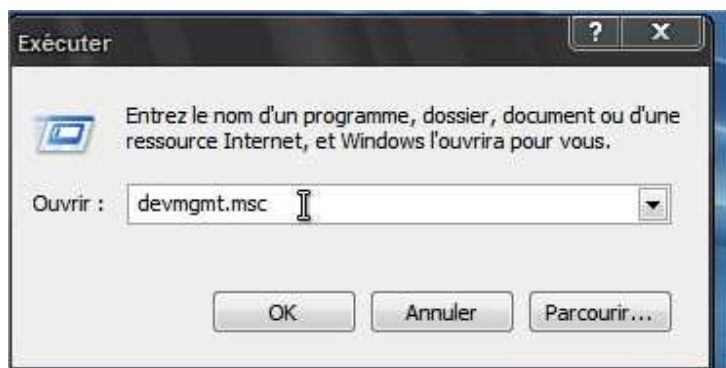 Exécuter
? x
Entrez le nom d'un programme, dossier, document ou d'une
ressource Internet, et Windows l'ouvrira pour vous.
Ouvrir : devmgmt.msc
OK Annuler Parcourir...